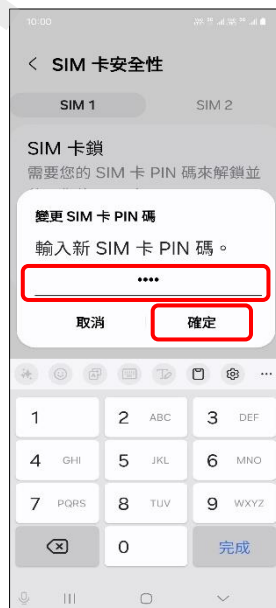 10:00
SIM 卡安全性
SIM 1
SIM 2
SIM 卡鎖
需要您的 SIM 卡 PIN 碼來解鎖並
變更 SIM 卡 PIN 碼
輸入新 SIM 卡 PIN 碼。
••••
取消
確定
1
2 ABC
3 DEF
4 GHI
5 JKL
6 MNO
7 PQRS
8 TUV
9 WXYZ
0
完成